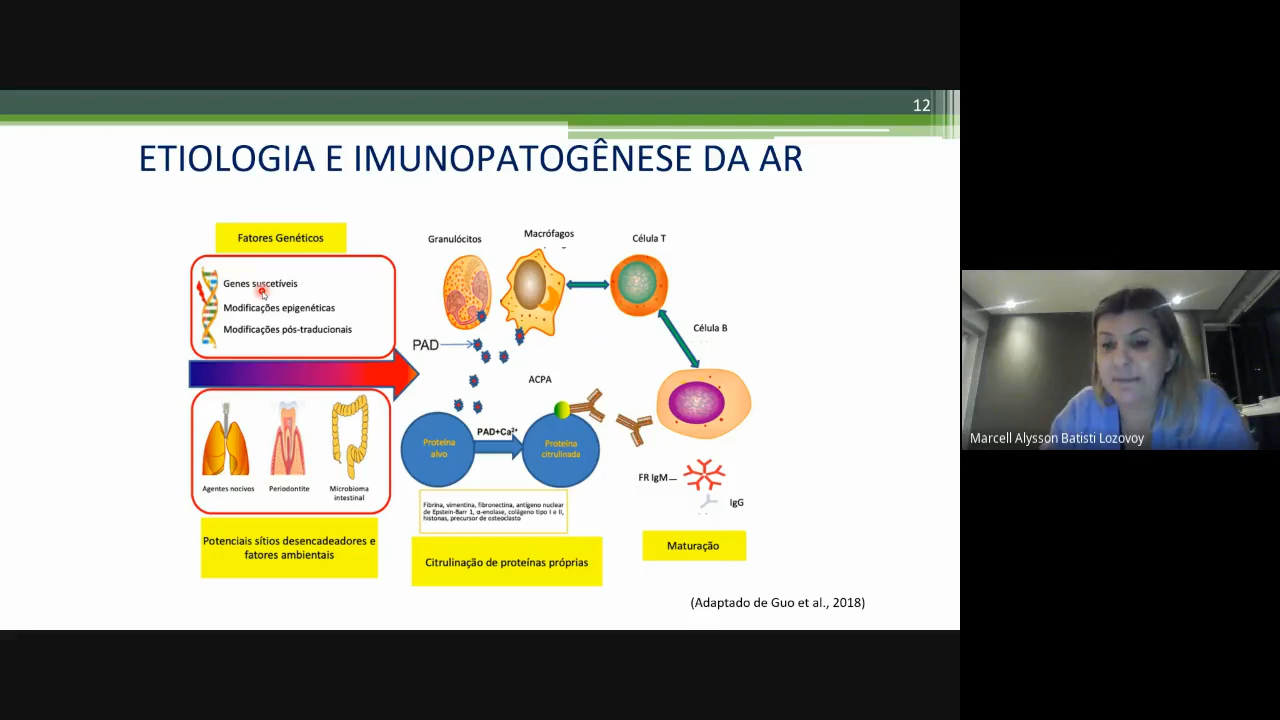 12
ETIOLOGIA E IMUNOPATOGÊNESE DA AR
Fatores Genéticos
Genes suscetíveis
Modificações epigenéticas
Modificações pós-traducionais
Agentes nocivos
Periodontite
Microbioma
intestinal
Potenciais sítios desencadeadores e
fatores ambientais
Granulócitos
Macrófagos
Célula T
Célula B
PAD
ACPA
Proteína
alvo
PAD+Ca²⁺
Proteína
citrulinada
Fibrina, vimentina, fibronectina, antígeno nuclear
de Epstein-Barr 1, α-enolase, colágeno tipo I e II,
histonas, precursor de osteoclasto
Citrulinação de proteínas próprias
FR IgM
IgG
Maturação
(Adaptado de Guo et al., 2018)
Marcell Alysson Batisti Lozovoy